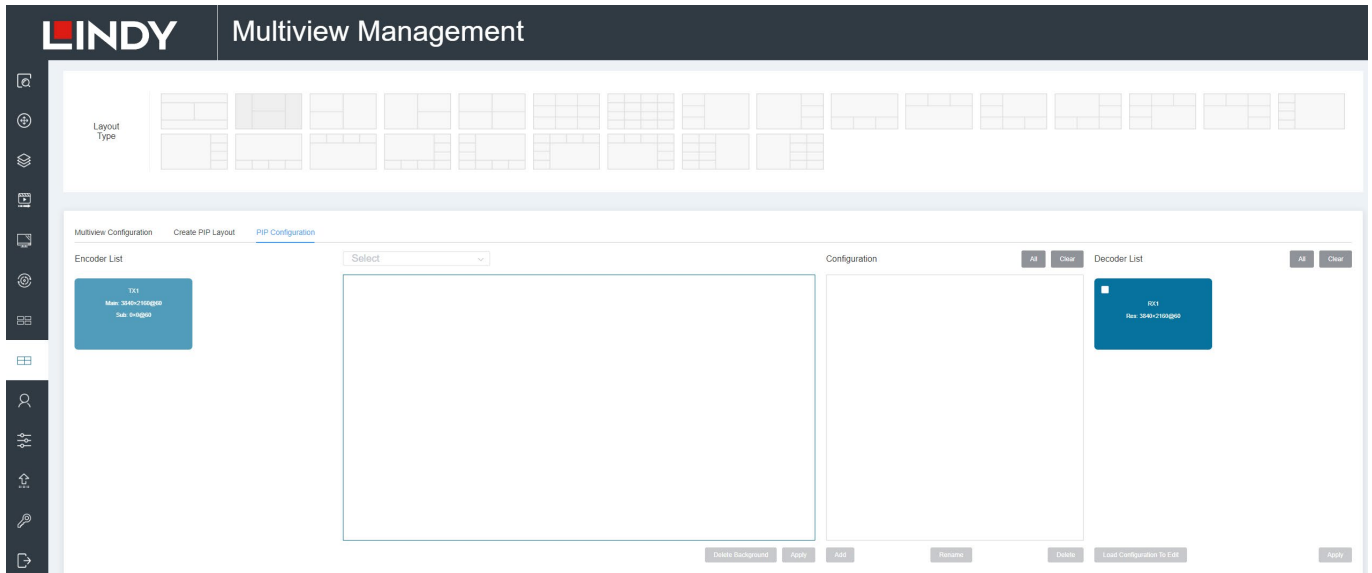 LINDY
Multiview Management
Layout
Type
Multiview Configuration Create PIP Layout PIP Configuration
Encoder List Select Configuration All Clear Decoder List All Clear
TX1
Main: 3840×2160@60
Sub: 0×0@60
RX1
Res: 3840×2160@60
Delete Background Apply Add Rename Delete Load Configuration To Edit Apply